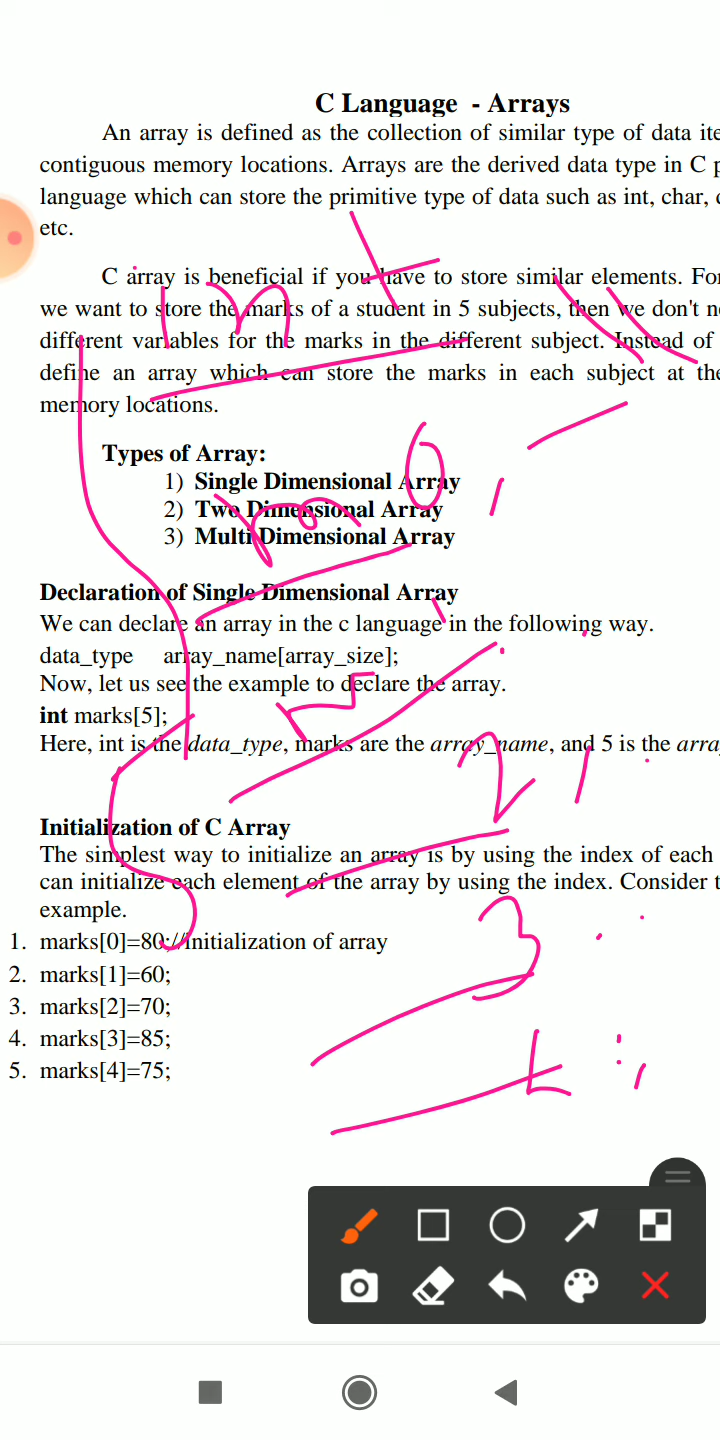 C Language - Arrays
An array is defined as the collection of similar type of data ite
contiguous memory locations. Arrays are the derived data type in C p
language which can store the primitive type of data such as int, char,
etc.
C array is beneficial if you have to store similar elements. For
we want to store the marks of a student in 5 subjects, then we don't n
different variables for the marks in the different subject. Instead of
define an array which can store the marks in each subject at the
memory locations.
Types of Array:
1) Single Dimensional Array
2) Two Dimensional Array
3) Multi Dimensional Array
Declaration of Single Dimensional Array
We can declare an array in the c language in the following way.
data_type array_name[array_size];
Now, let us see the example to declare the array.
int marks[5];
Here, int is the data_type, marks are the array_name, and 5 is the arra
Initialization of C Array
The simplest way to initialize an array is by using the index of each
can initialize each element of the array by using the index. Consider t
example.
1. marks[0]=80;//initialization of array
2. marks[1]=60;
3. marks[2]=70;
4. marks[3]=85;
5. marks[4]=75;
int
0
5
2
3